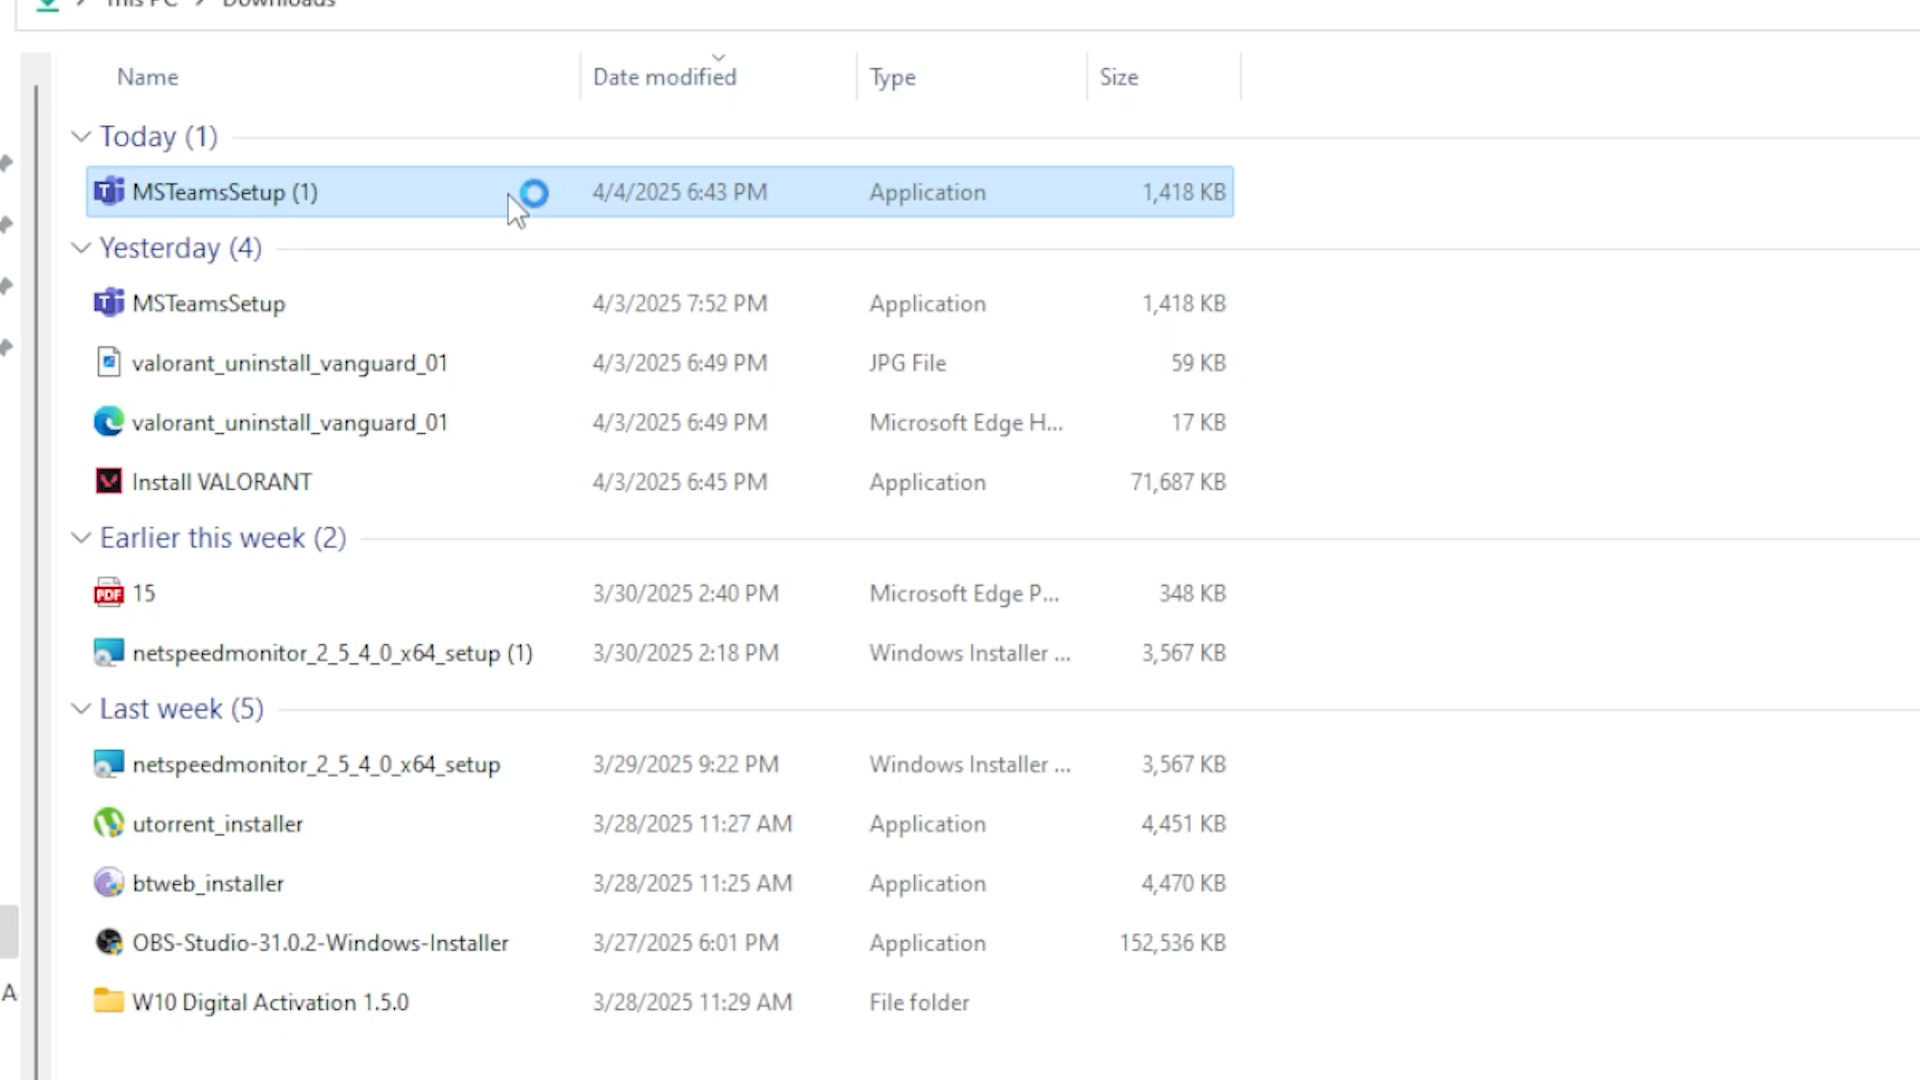 This PC > Downloads
Name Date modified Type Size
Today (1)
MSTeamsSetup (1) 4/4/2025 6:43 PM Application 1,418 KB
Yesterday (4)
MSTeamsSetup 4/3/2025 7:52 PM Application 1,418 KB
valorant_uninstall_vanguard_01 4/3/2025 6:49 PM JPG File 59 KB
valorant_uninstall_vanguard_01 4/3/2025 6:49 PM Microsoft Edge H... 17 KB
Install VALORANT 4/3/2025 6:45 PM Application 71,687 KB
Earlier this week (2)
PDF 15 3/30/2025 2:40 PM Microsoft Edge P... 348 KB
netspeedmonitor_2_5_4_0_x64_setup (1) 3/30/2025 2:18 PM Windows Installer ... 3,567 KB
Last week (5)
netspeedmonitor_2_5_4_0_x64_setup 3/29/2025 9:22 PM Windows Installer ... 3,567 KB
utorrent_installer 3/28/2025 11:27 AM Application 4,451 KB
btweb_installer 3/28/2025 11:25 AM Application 4,470 KB
OBS-Studio-31.0.2-Windows-Installer 3/27/2025 6:01 PM Application 152,536 KB
A
W10 Digital Activation 1.5.0 3/28/2025 11:29 AM File folder